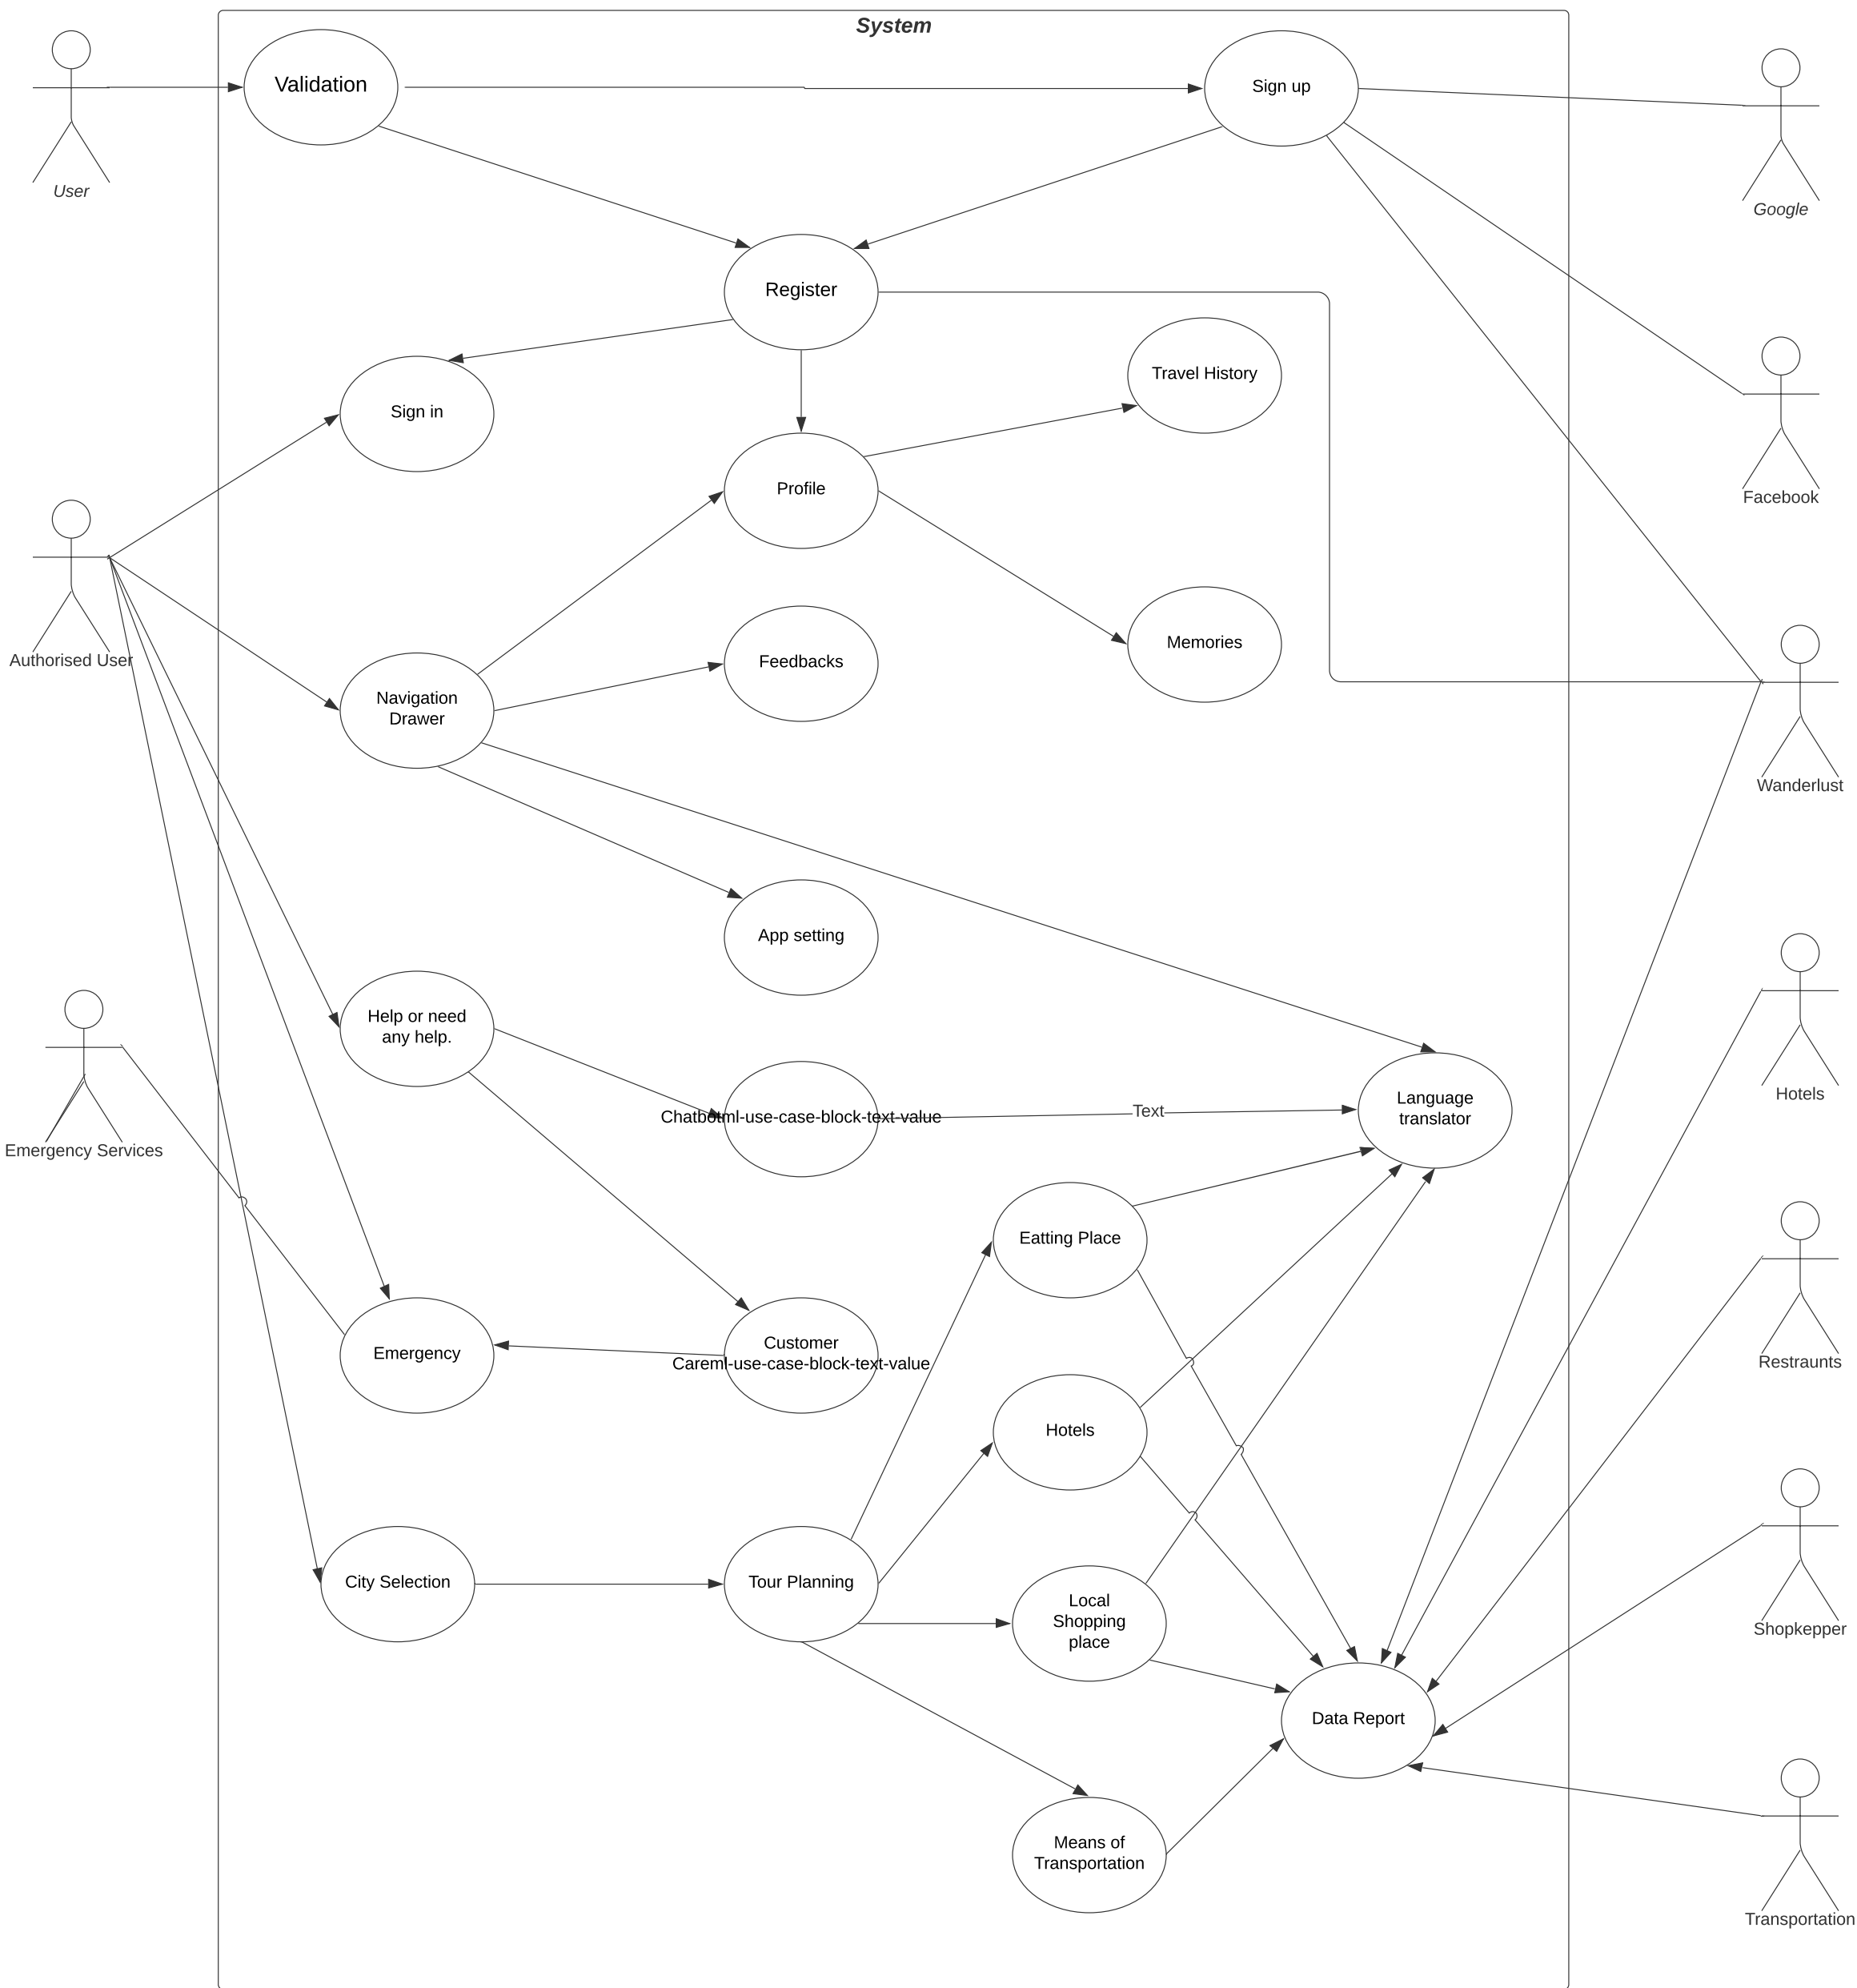 System
Validation
Sign up
User
Google
Register
Travel History
Sign in
Profile
Facebook
Authorised User
Feedbacks
Memories
Navigation
Drawer
Wanderlust
App setting
Help or need
any help.
Hotels
Language
translator
Chatbotml-use-case-block-text-value
Text
Emergency Services
Eatting Place
Customer
Careml-use-case-block-text-value
Emergency
Restraunts
Hotels
City Selection
Tour Planning
Local
Shopping
place
Shopkepper
Data Report
Means of
Transportation
Transportation